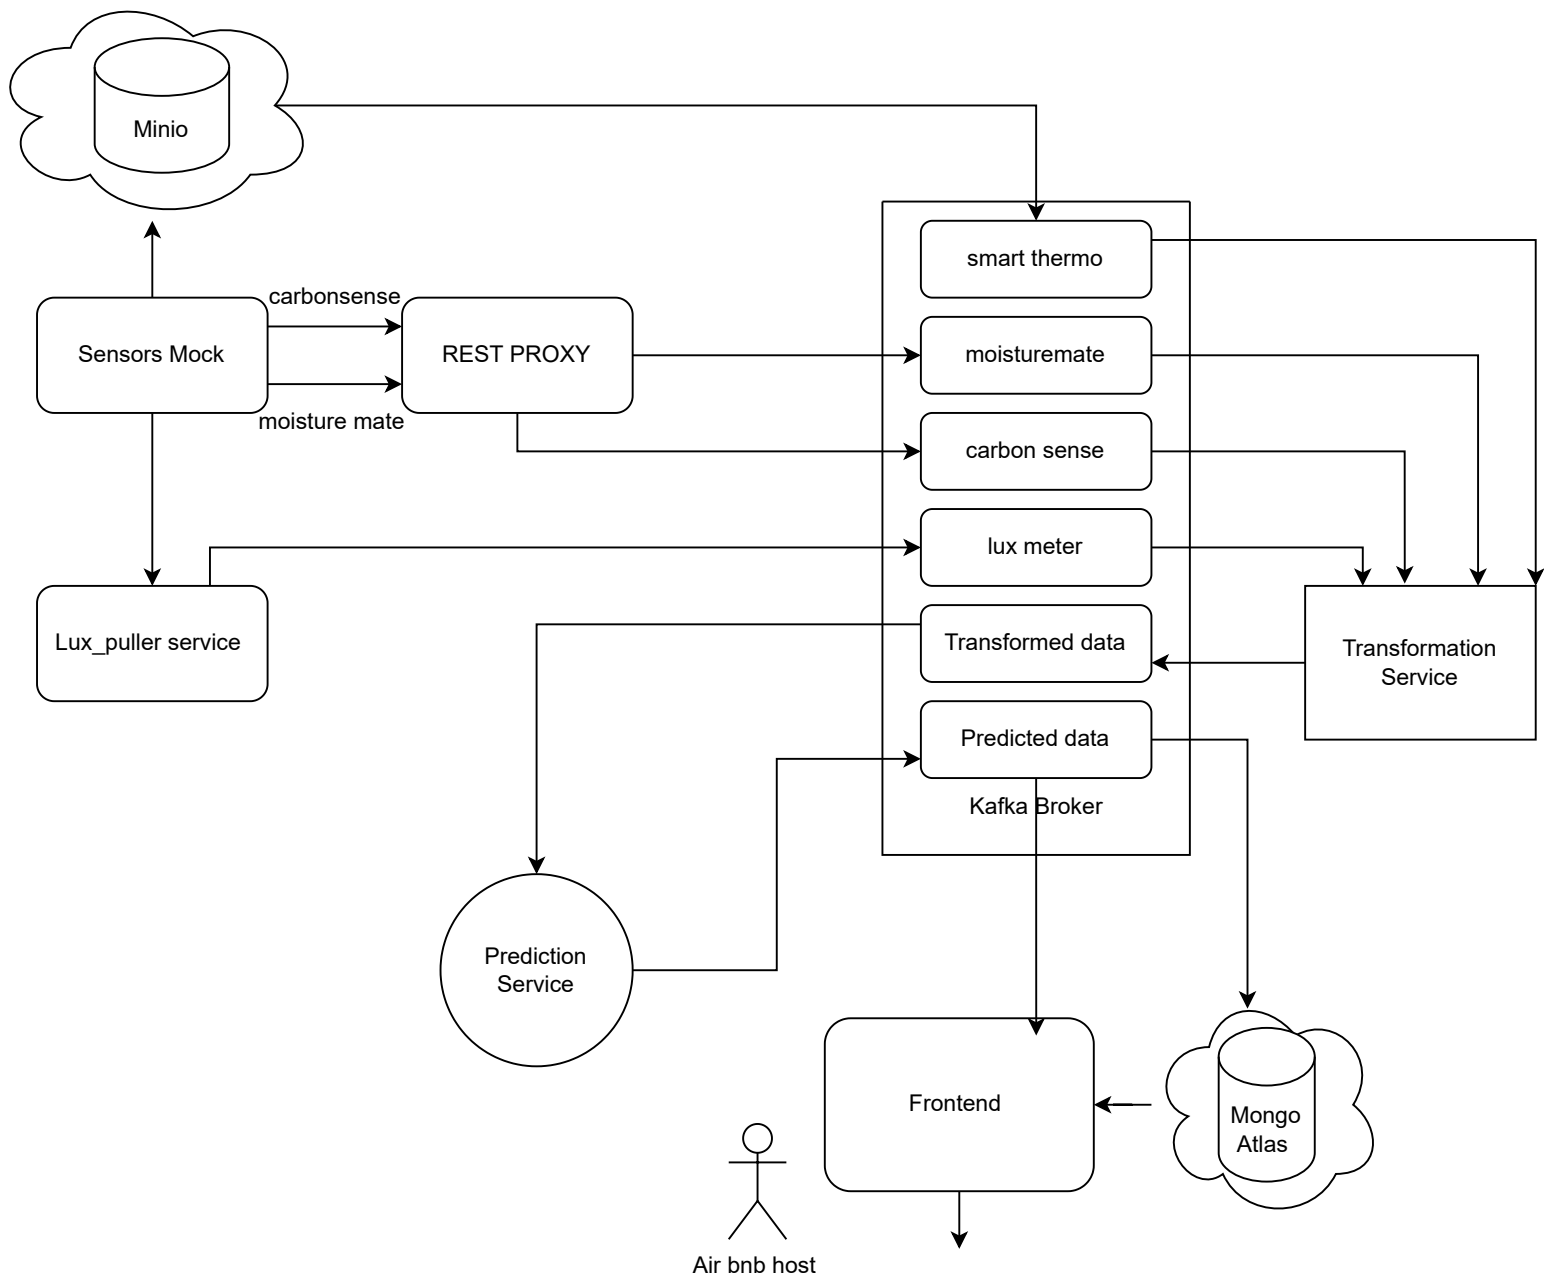 Minio
smart thermo
carbonsense
Sensors Mock
REST PROXY
moisturemate
moisture mate
carbon sense
lux meter
Lux_puller service
Transformed data
Transformation
Service
Predicted data
Kafka Broker
Prediction
Service
Frontend
Mongo
Atlas
Air bnb host